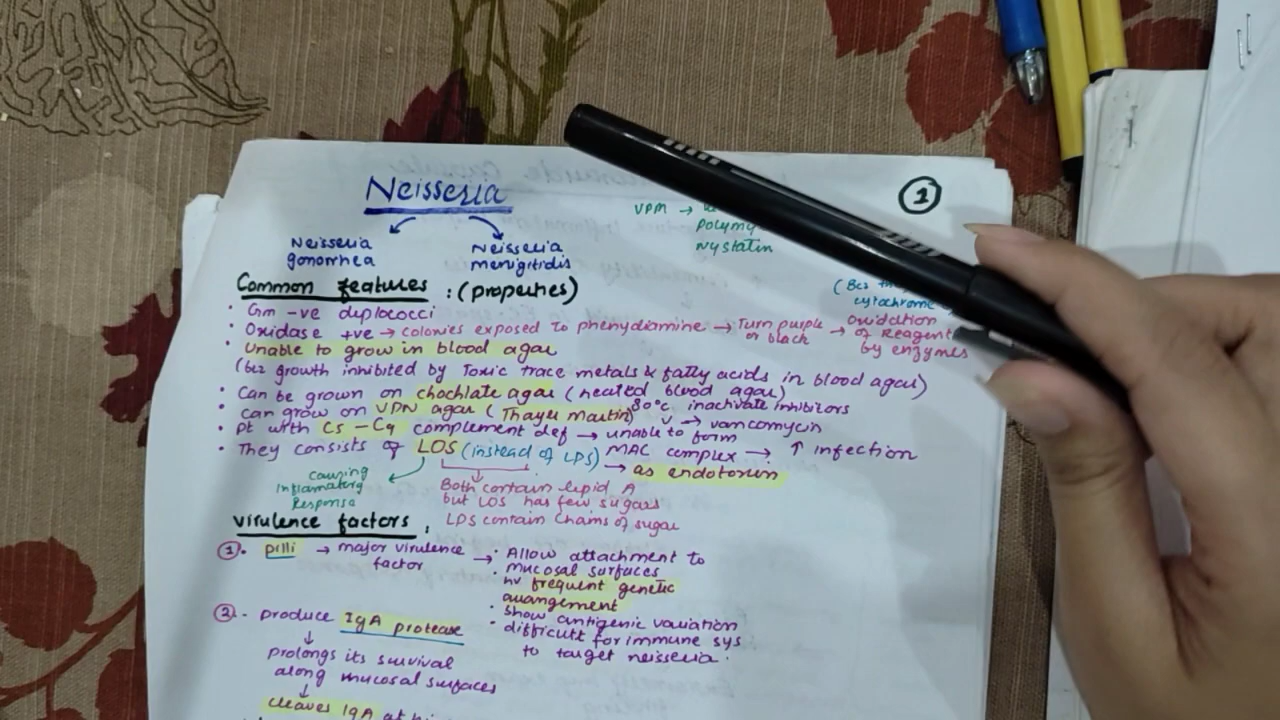 Neisseria
1
VPM →
polymy
nystatin
Neisseria gonorrhea
Neisseria menigitidis
Common features : (properties)
(Bcz
cytochrome
• Gm -ve diplococci
• Oxidase +ve → colonies exposed to phenydiamine → Turn purple or black → Oxidation of Reagent by enzymes
• Unable to grow in blood agar
(bcz growth inhibited by Toxic trace metals & fatty acids in blood agar)
• Can be grown on chochlate agar (heated blood agar)
80°C inactivate inhibitors
• can grow on VPN agar (Thayer Martin) V → vancomycin
• Pt with C5 - C9 complement def → unable to form MAC complex → ↑ infection
• They consists of LOS (instead of LPS) → as endotoxin
causing Inflamatory Response
Both contain lepid A
but LOS has few sugars
LPS contain chains of sugar
Virulence factors :
1. pilli → major virulence factor → • Allow attachment to mucosal surfaces
• hv frequent genetic
arrangement
• show antigenic variation
• difficult for immune sys
to target neisseria.
2. - produce IgA protease
↓
prolongs its survival
along mucosal surfaces
↓
cleaves IgA at